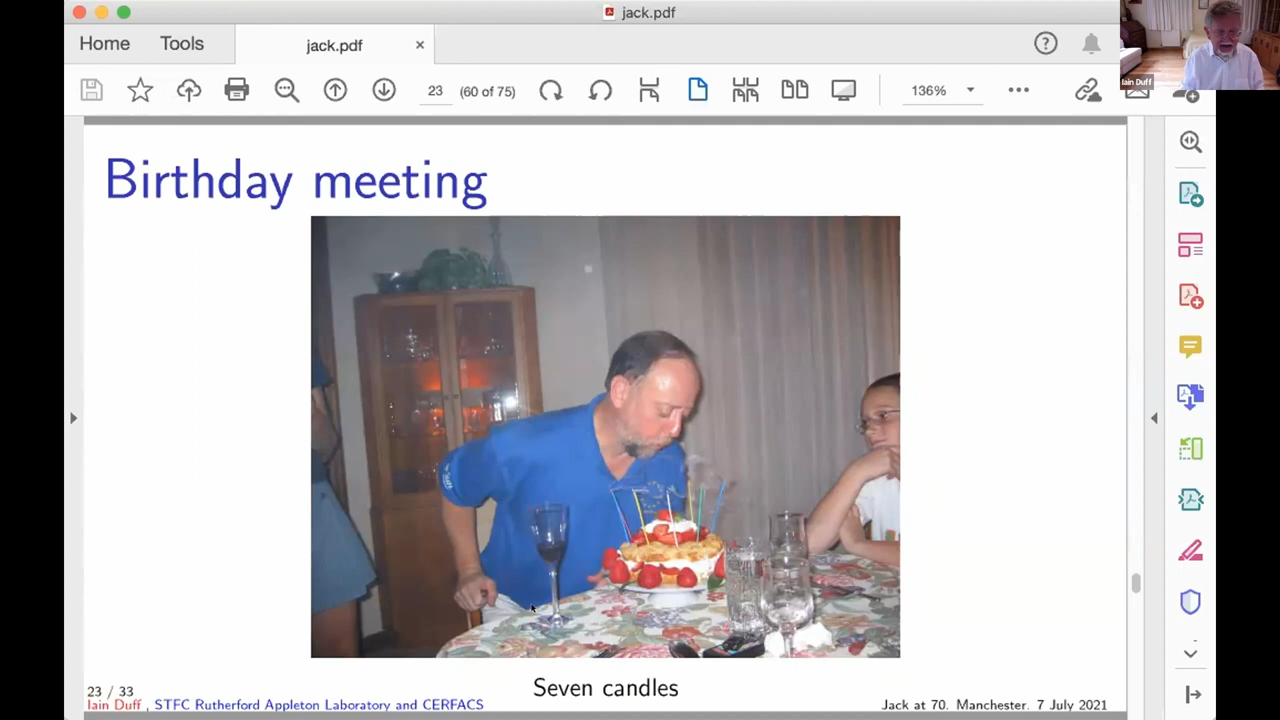 jack.pdf
Home Tools jack.pdf ×
23 (60 of 75) 136%
Iain Duff
Birthday meeting
Seven candles
23 / 33
Iain Duff , STFC Rutherford Appleton Laboratory and CERFACS Jack at 70. Manchester. 7 July 2021